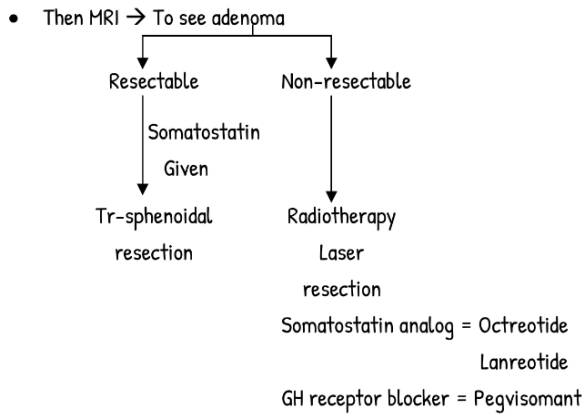 • Then MRI → To see adenoma
Resectable Non-resectable
Somatostatin
Given
Tr-sphenoidal Radiotherapy
resection Laser
resection
Somatostatin analog = Octreotide
Lanreotide
GH receptor blocker = Pegvisomant